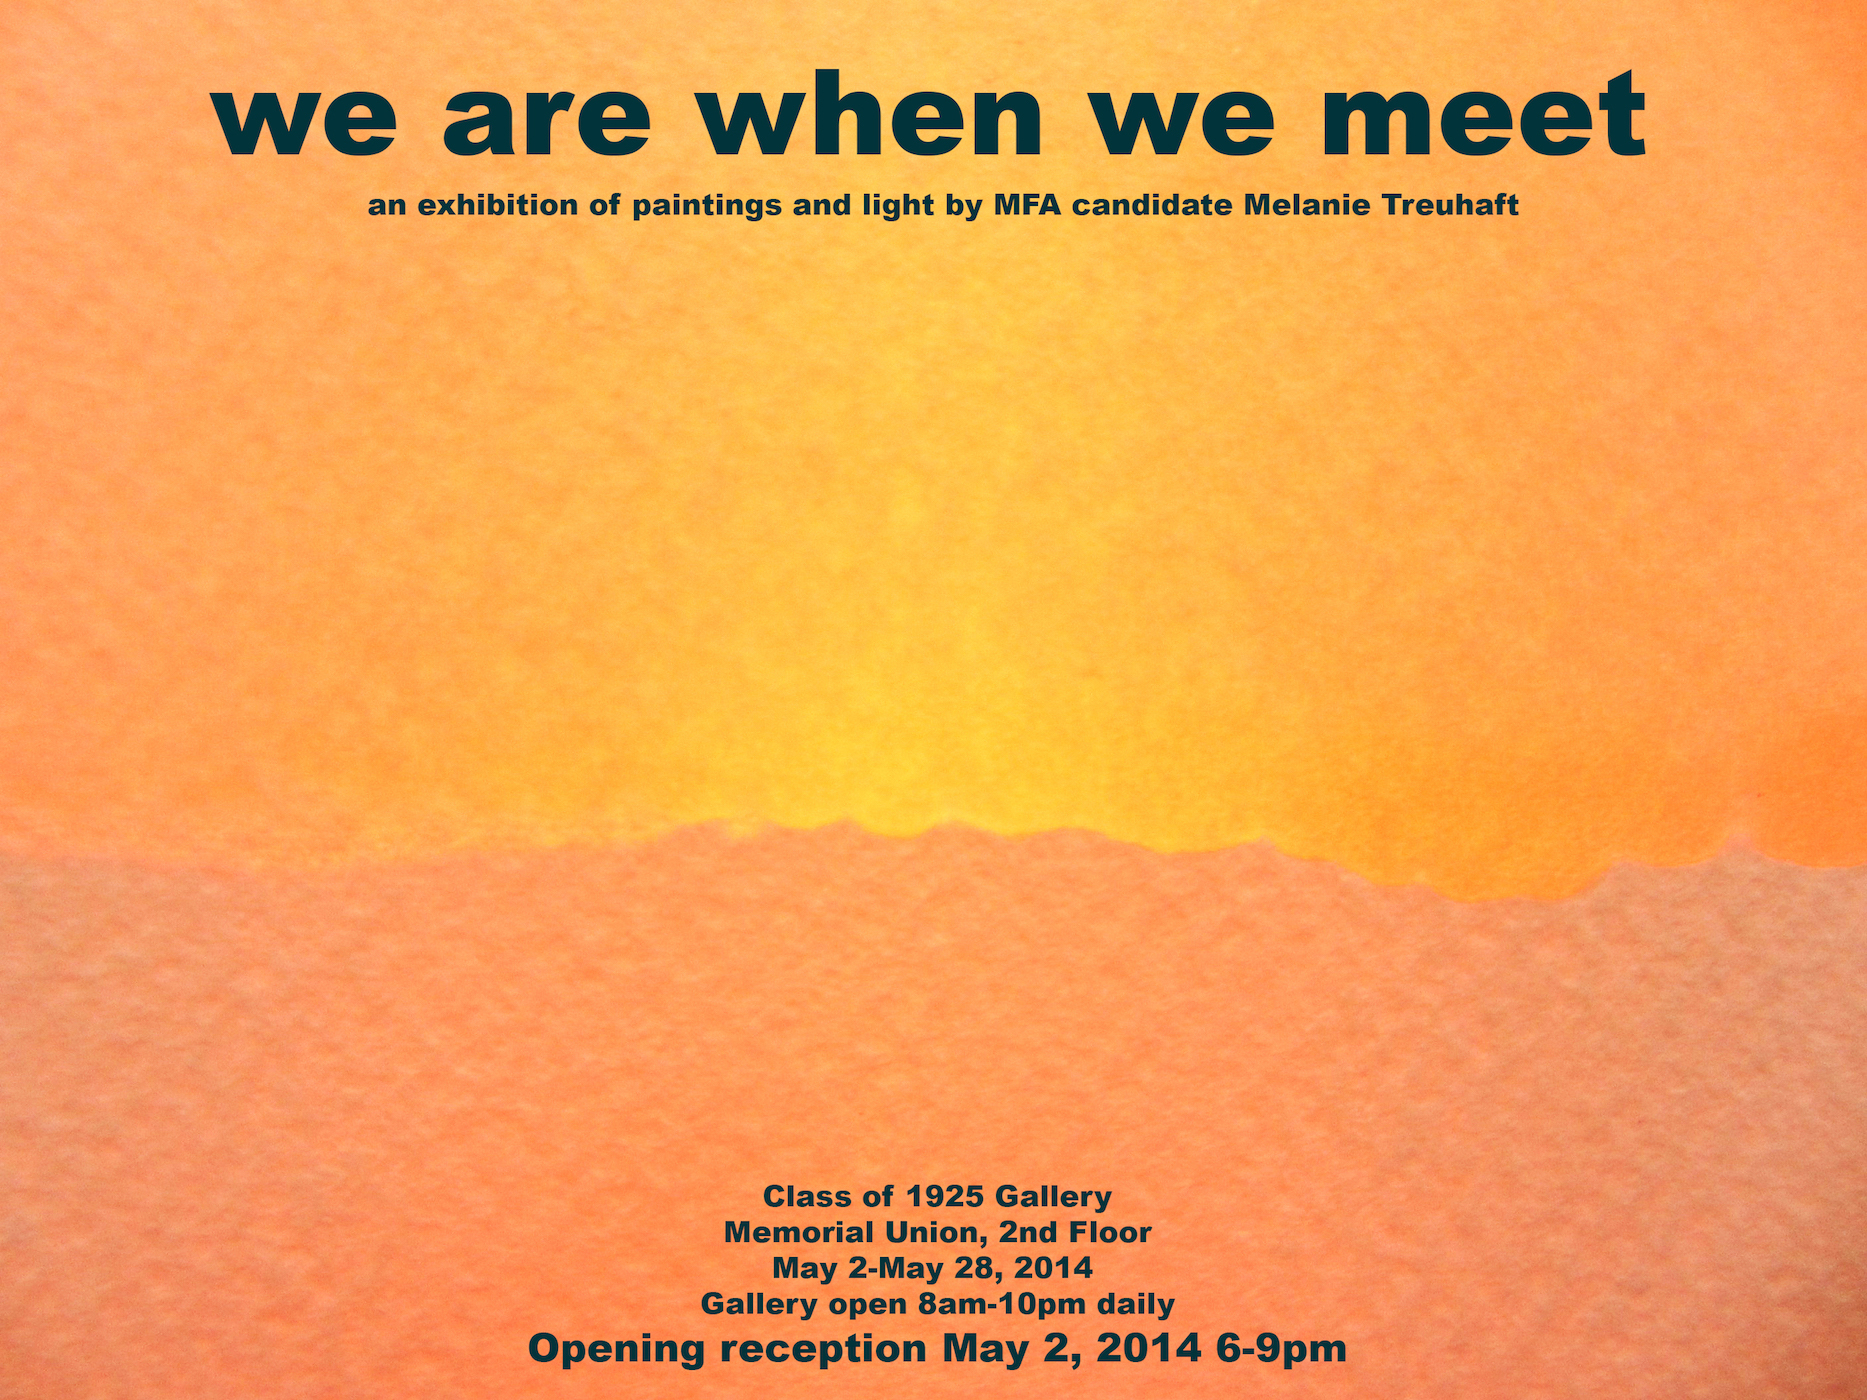 we are when we meet
an exhibition of paintings and light by MFA candidate Melanie Treuhaft
Class of 1925 Gallery
Memorial Union, 2nd Floor
May 2-May 28, 2014
Gallery open 8am-10pm daily
Opening reception May 2, 2014 6-9pm